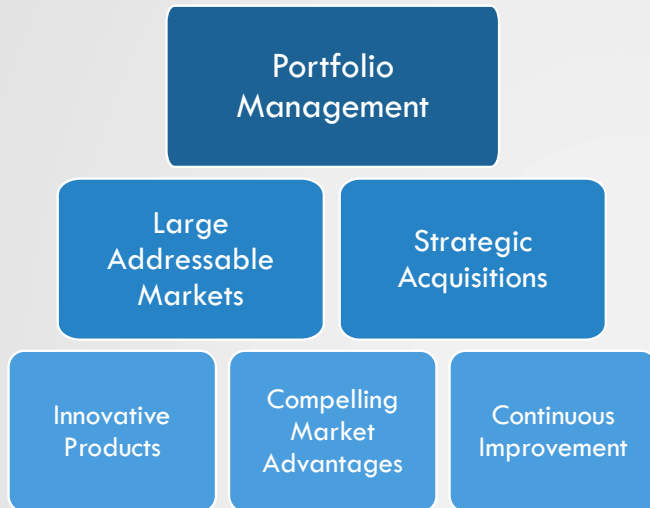 Portfolio
Management
Large
Addressable
Markets
Strategic
Acquisitions
Innovative
Products
Compelling
Market
Advantages
Continuous
Improvement